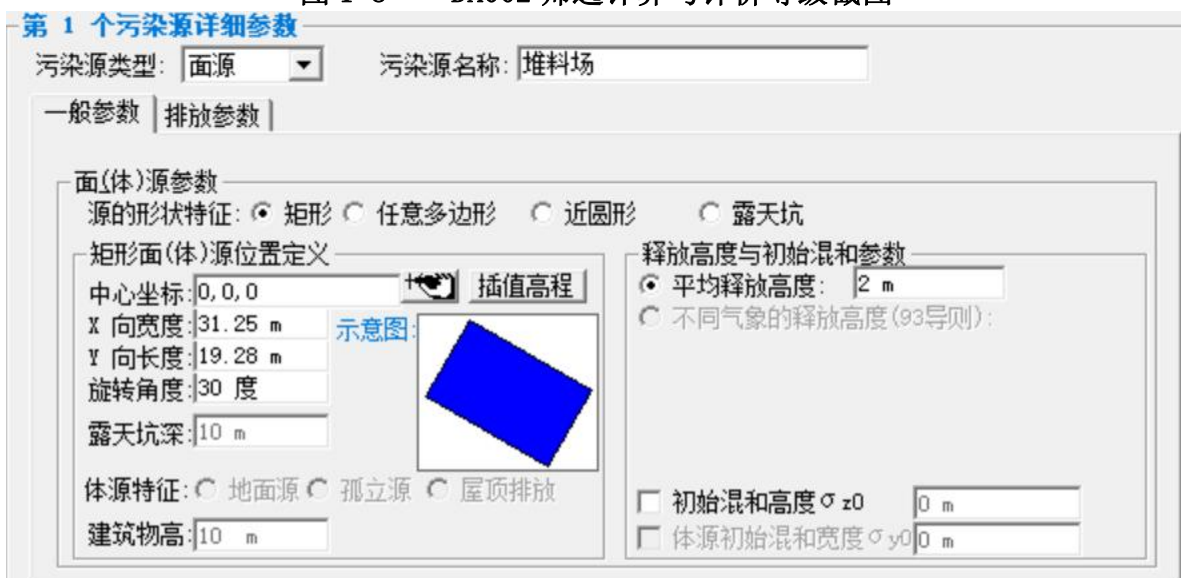 第 1 个污染源详细参数
污染源类型: 面源 污染源名称: 堆料场
一般参数 排放参数
面(体)源参数
源的形状特征: 矩形 任意多边形 近圆形 露天坑
矩形面(体)源位置定义
中心坐标: 0,0,0 插值高程
X 向宽度: 31.25 m
Y 向长度: 19.28 m
旋转角度: 30 度
露天坑深: 10 m
示意图:
体源特征: 地面源 孤立源 屋顶排放
建筑物高: 10 m
释放高度与初始混和参数
平均释放高度: 2 m
不同气象的释放高度(93导则):
初始混和高度σz0 0 m
体源初始混和宽度σy0 0 m